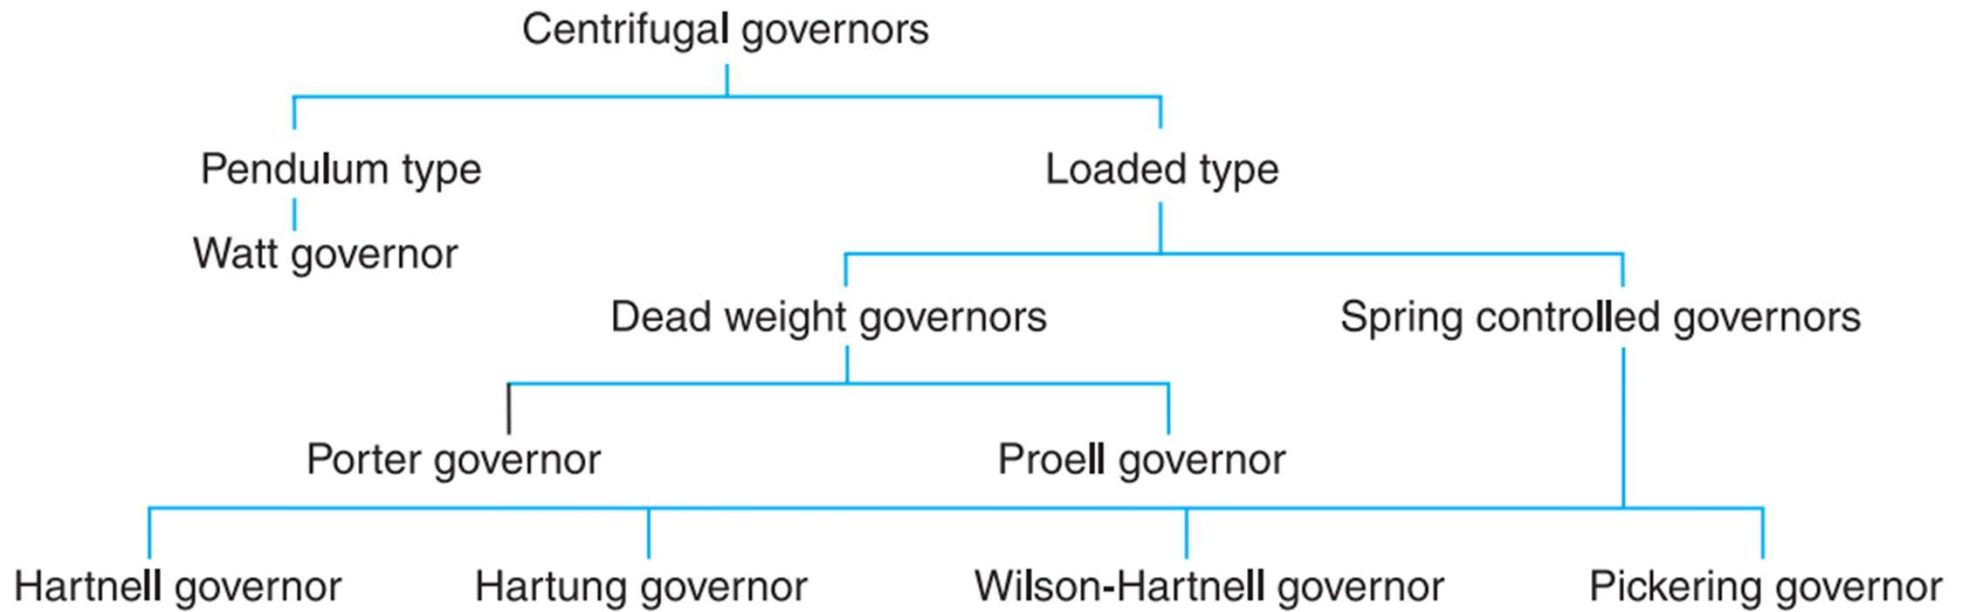 Centrifugal governors
Pendulum type
Loaded type
Watt governor
Dead weight governors
Spring controlled governors
Porter governor
Proell governor
Hartnell governor
Hartung governor
Wilson-Hartnell governor
Pickering governor